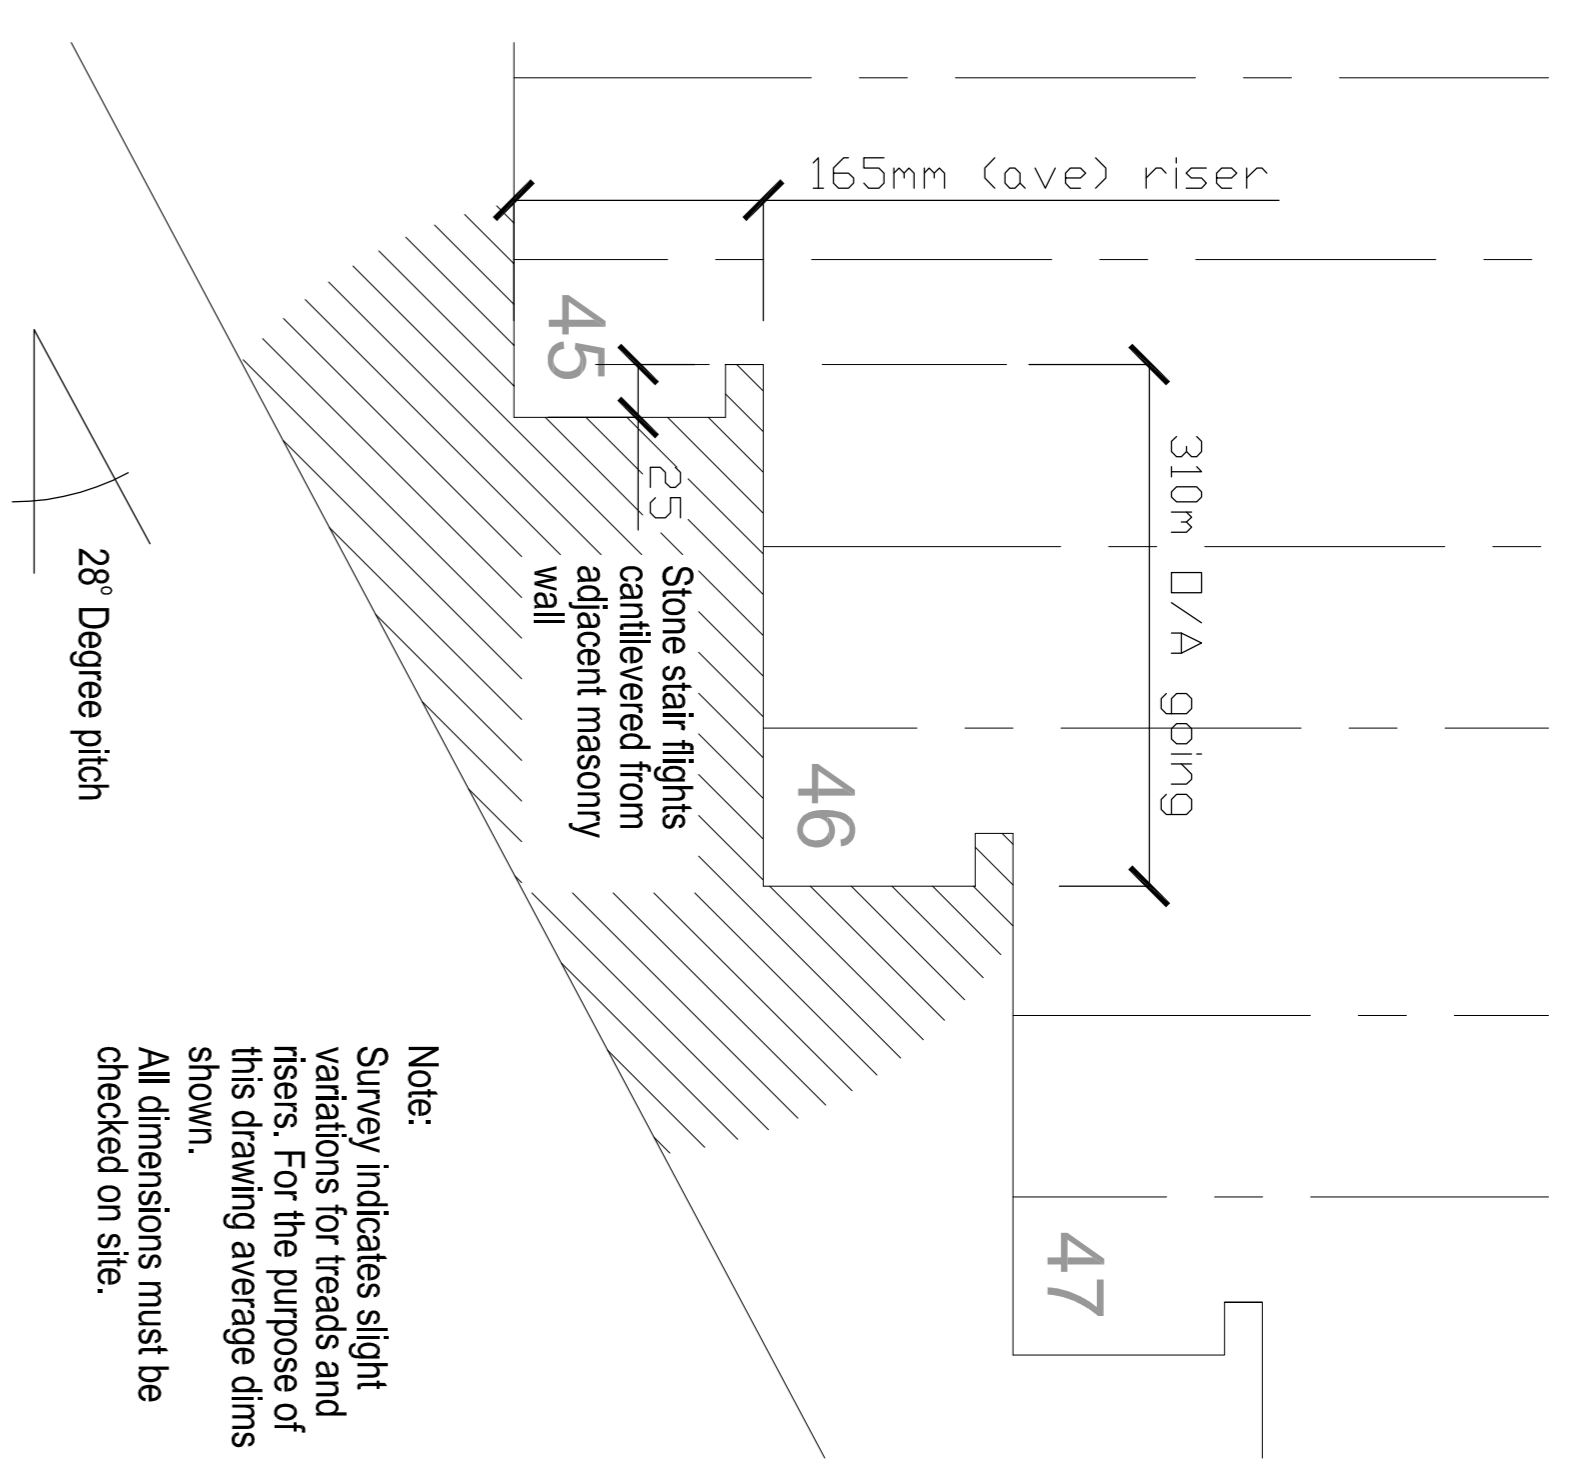 165mm (ave) riser
45
25
310m O/A going
Stone stair flights
cantilevered from
adjacent masonry
wall
46
28° Degree pitch
47
Note:
Survey indicates slight
variations for treads and
risers. For the purpose of
this drawing average dims
shown.
All dimensions must be
checked on site.